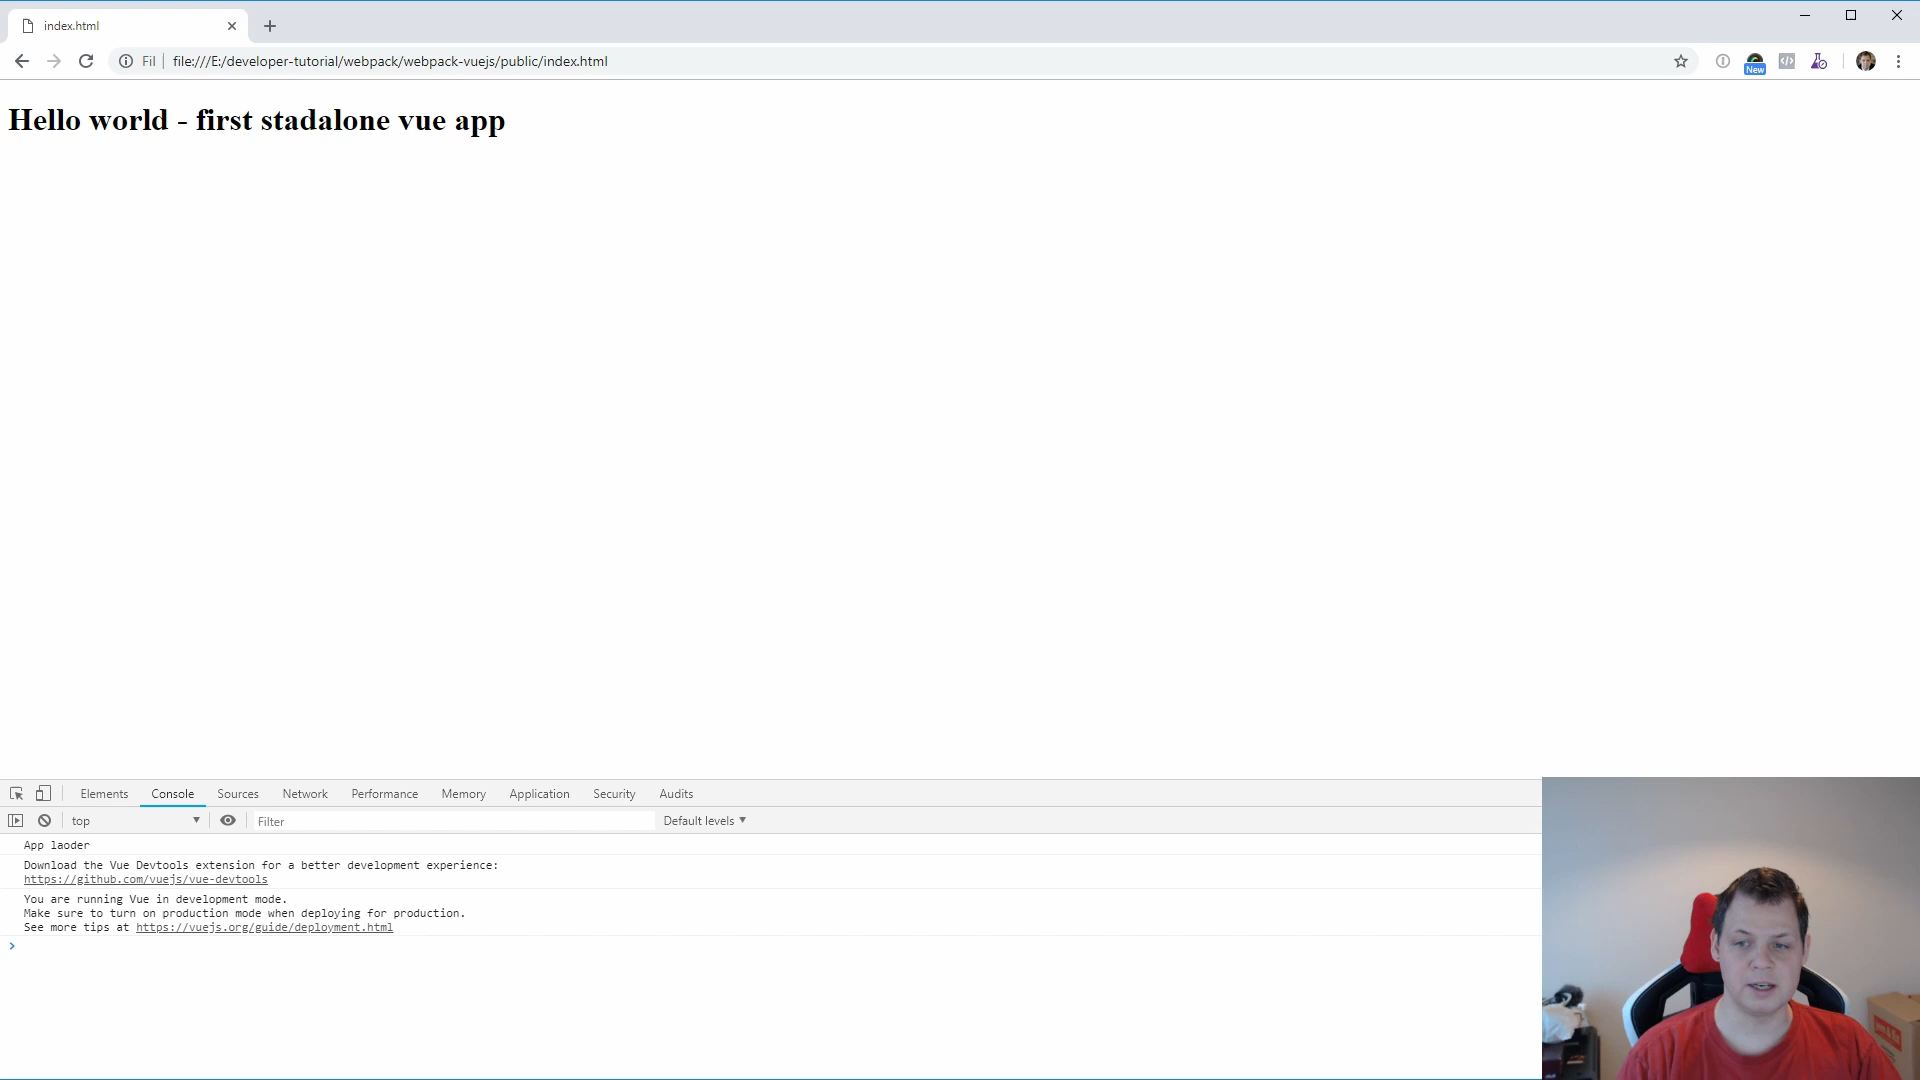 index.html
Fil file:///E:/developer-tutorial/webpack/webpack-vuejs/public/index.html
New
Hello world - first stadalone vue app
Elements Console Sources Network Performance Memory Application Security Audits
top Filter Default levels
App laoder
Download the Vue Devtools extension for a better development experience:
https://github.com/vuejs/vue-devtools
You are running Vue in development mode.
Make sure to turn on production mode when deploying for production.
See more tips at https://vuejs.org/guide/deployment.html